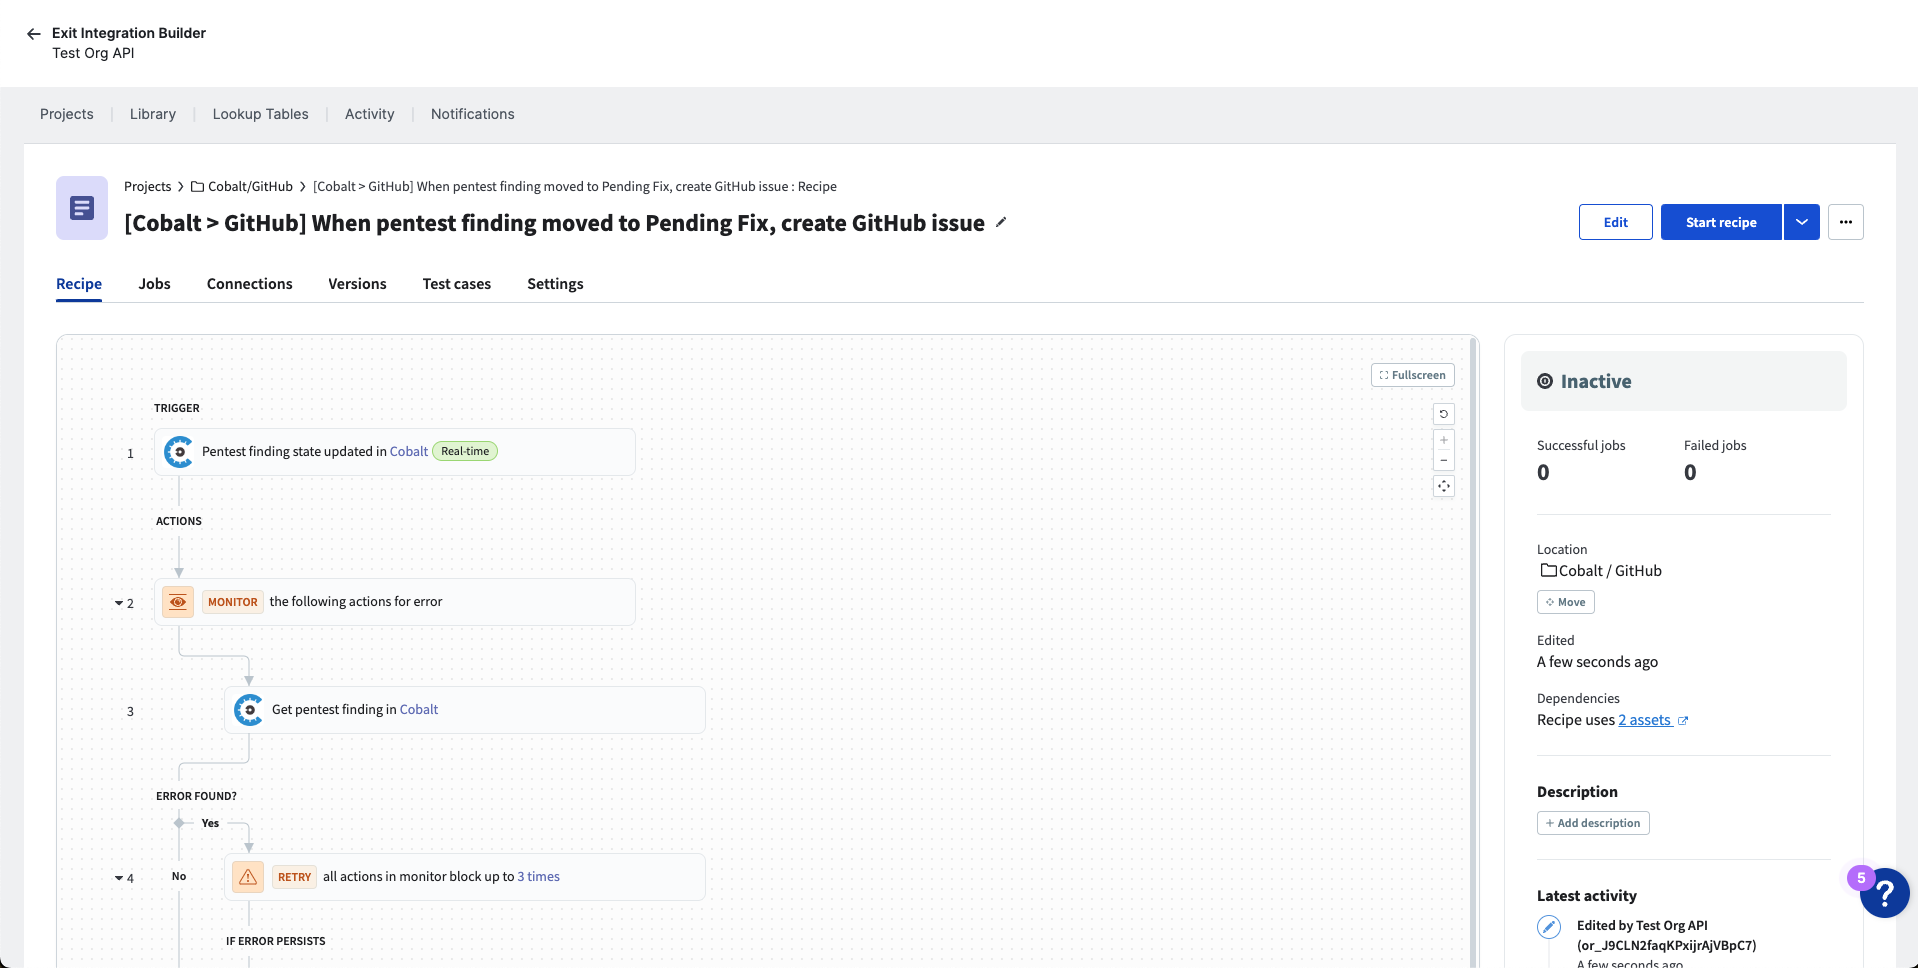 Exit Integration Builder
Test Org API
Projects
Library
Lookup Tables
Activity
Notifications
Projects > Cobalt/GitHub > [Cobalt > GitHub] When pentest finding moved to Pending Fix, create GitHub issue : Recipe
[Cobalt > GitHub] When pentest finding moved to Pending Fix, create GitHub issue
Edit
Start recipe
Recipe
Jobs
Connections
Versions
Test cases
Settings
Fullscreen
TRIGGER
1
Pentest finding state updated in Cobalt Real-time
ACTIONS
2
MONITOR the following actions for error
3
Get pentest finding in Cobalt
ERROR FOUND?
Yes
No
4
RETRY all actions in monitor block up to 3 times
IF ERROR PERSISTS
Inactive
Successful jobs
0
Failed jobs
0
Location
Cobalt / GitHub
Move
Edited
A few seconds ago
Dependencies
Recipe uses 2 assets
Description
+ Add description
Latest activity
Edited by Test Org API
(or_J9CLN2faqKPxijrAjVBpC7)
A few seconds ago
5
?